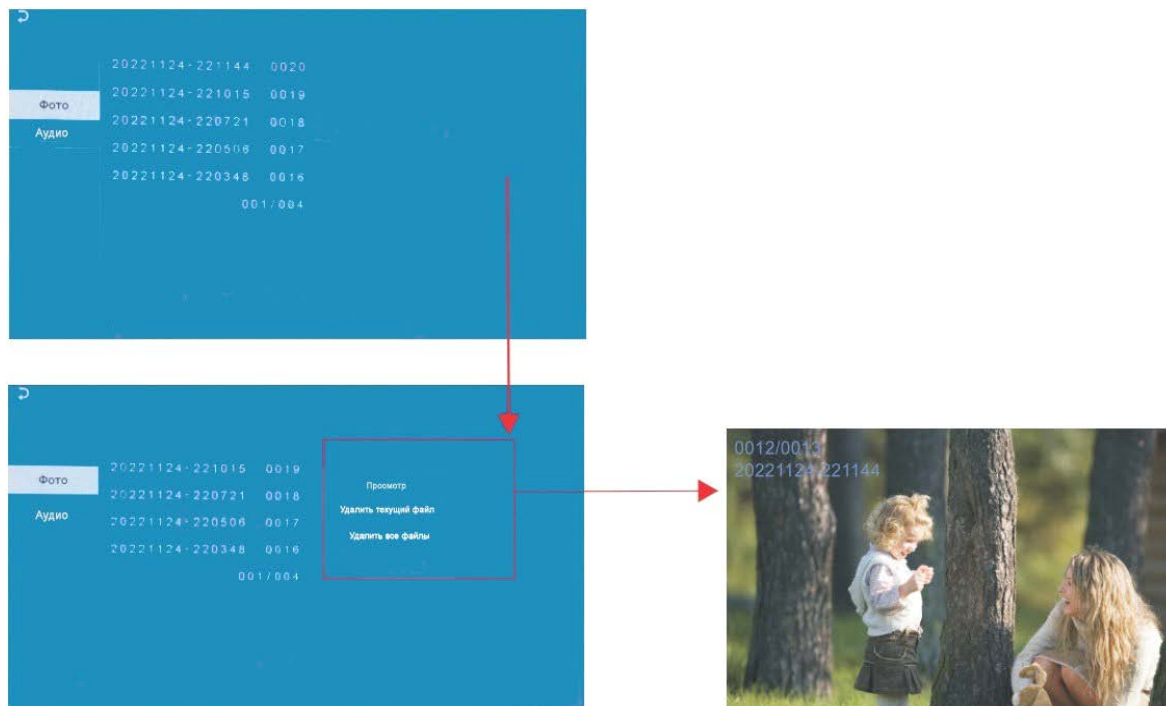 20221124-221144 0020
20221124-221015 0019
Фото
20221124-220721 0018
Аудио
20221124-220506 0017
20221124-220348 0016
001/004
20221124-221015 0019
Фото
20221124-220721 0018
Аудио
20221124-220506 0017
20221124-220348 0016
001/004
Просмотр
Удалить текущий файл
Удалить все файлы
0012/0013
20221124-221144